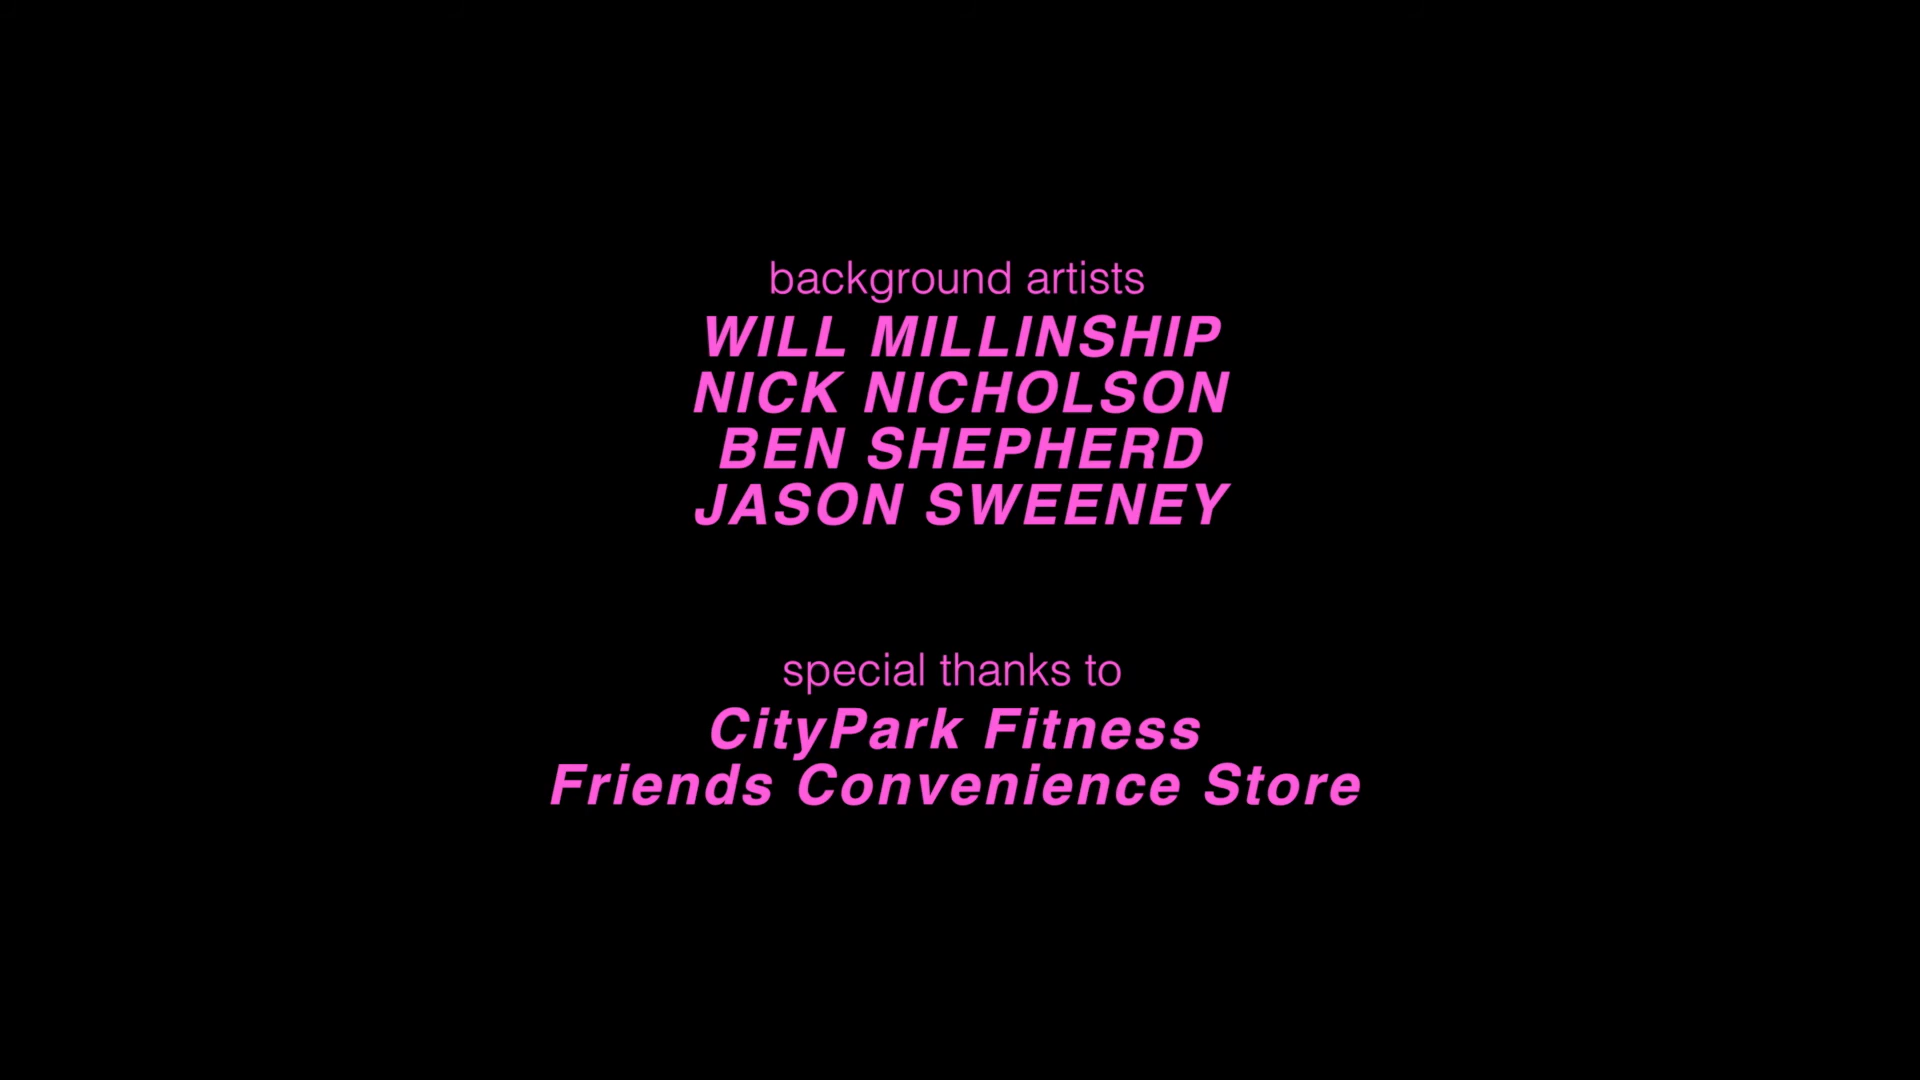 background artists
WILL MILLINSHIP
NICK NICHOLSON
BEN SHEPHERD
JASON SWEENEY
special thanks to
CityPark Fitness
Friends Convenience Store